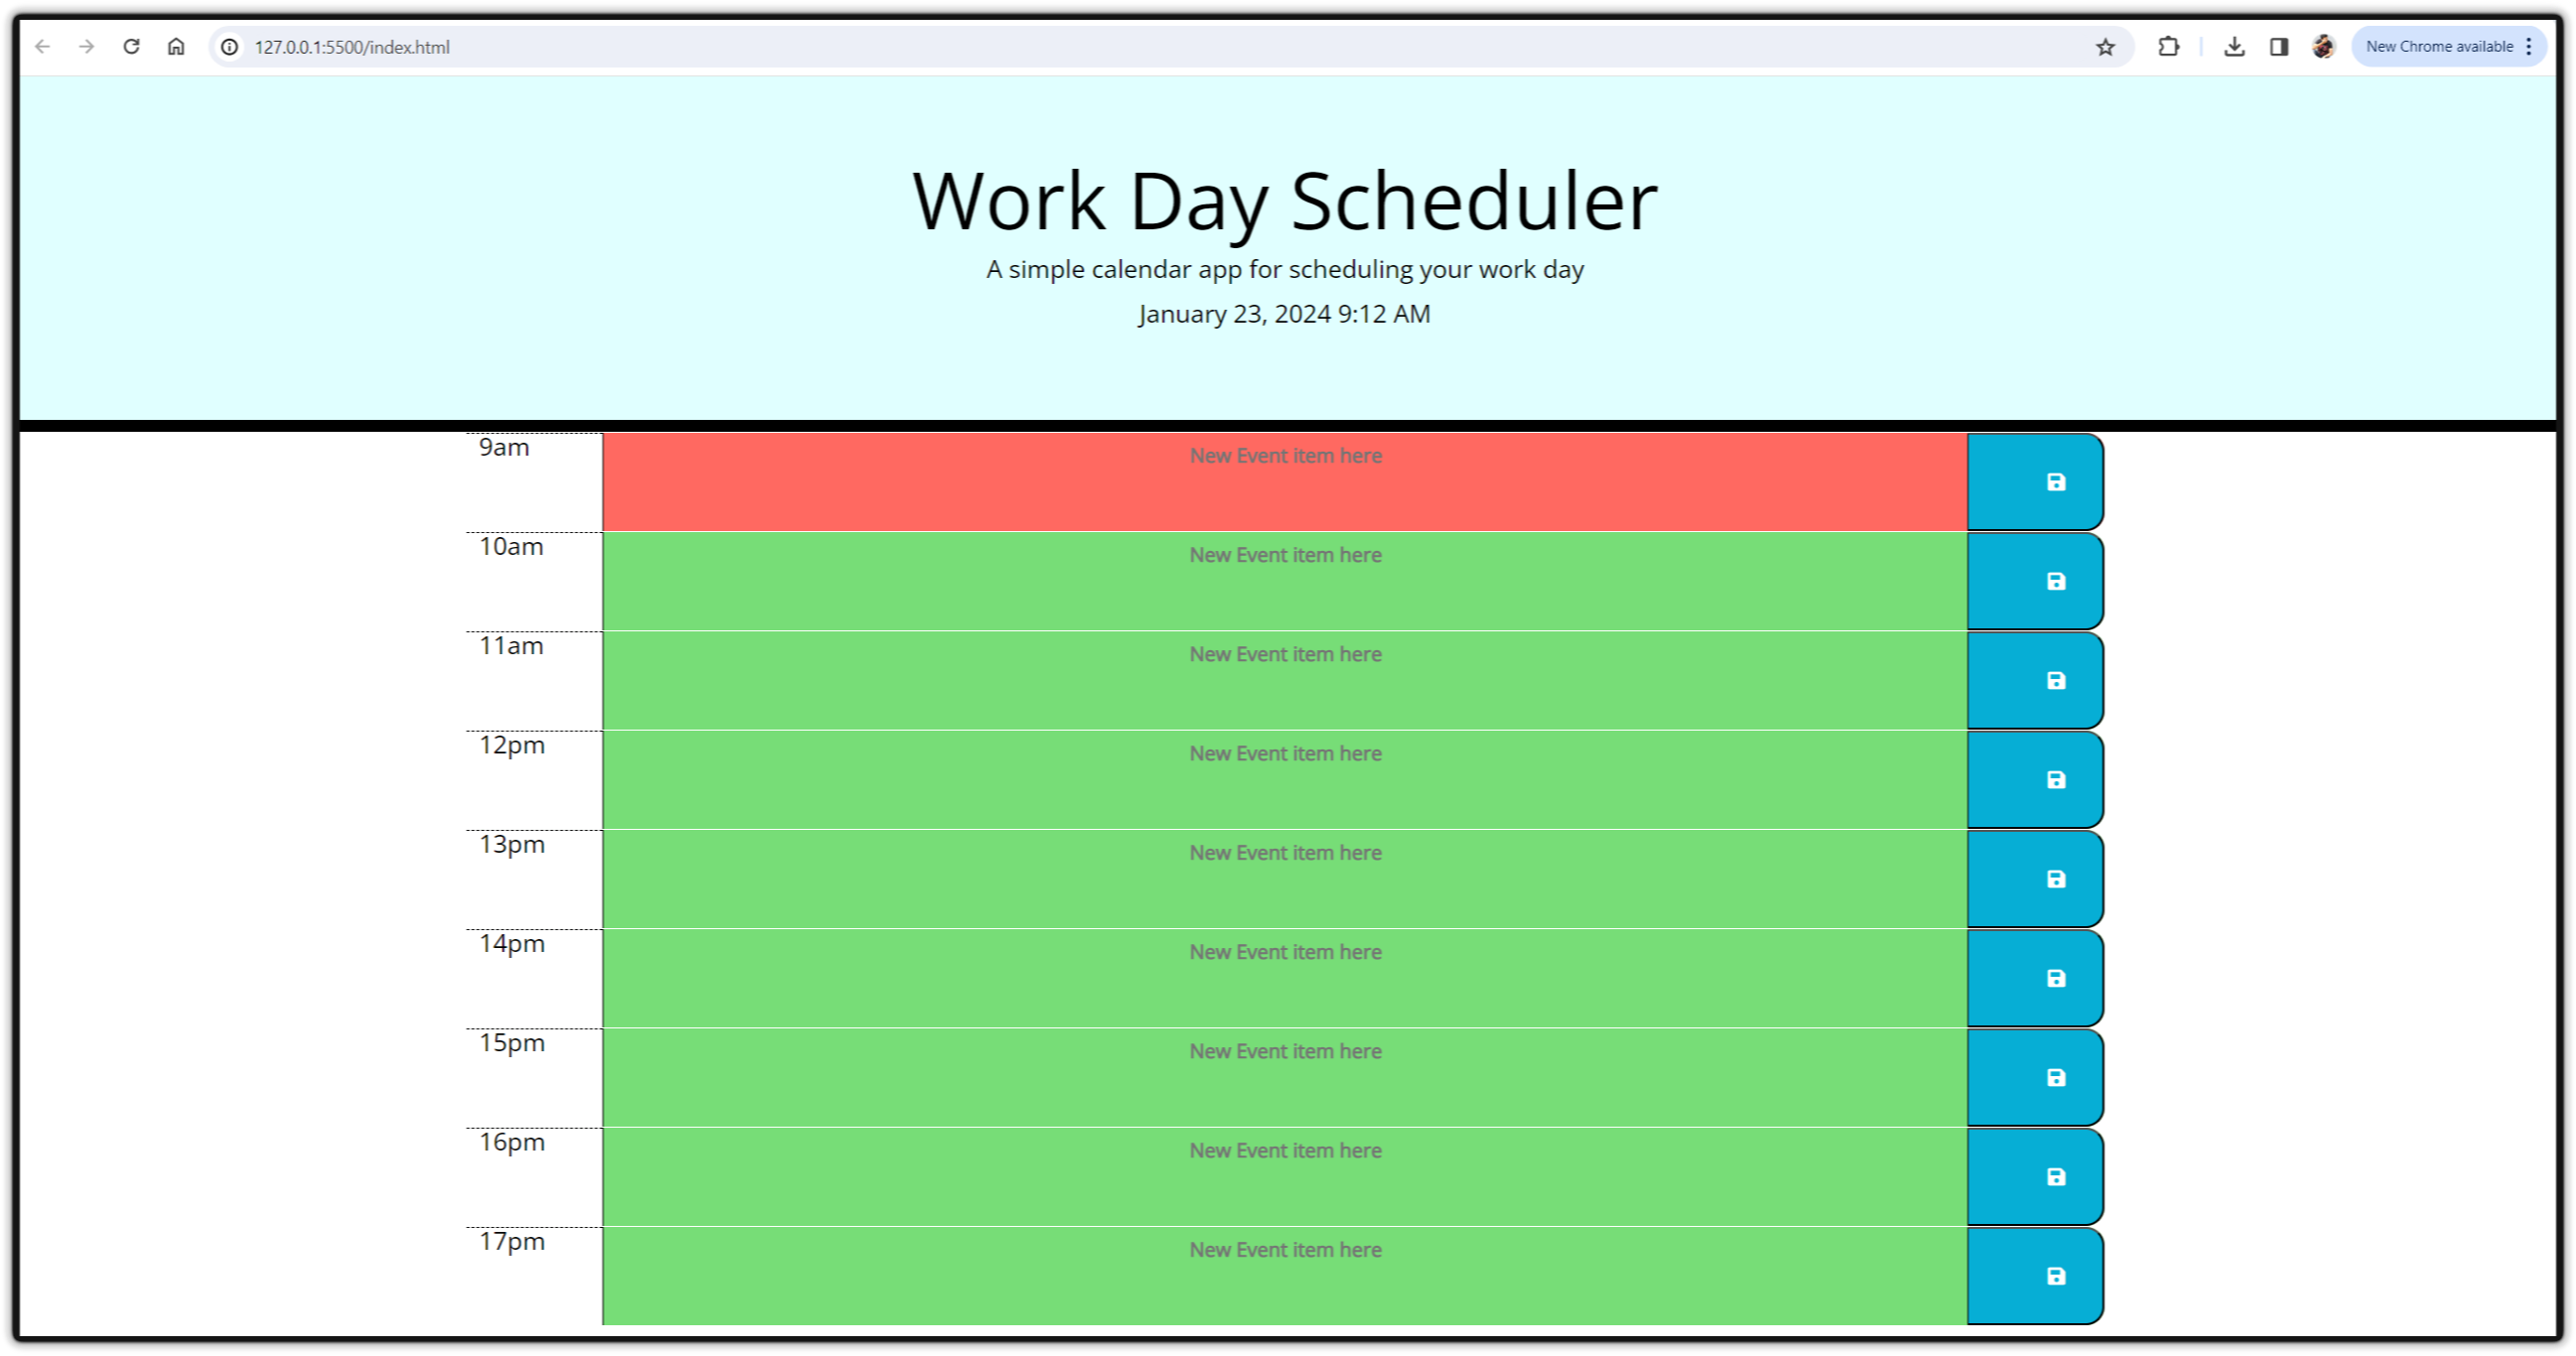 127.0.0.1:5500/index.html
New Chrome available
Work Day Scheduler
A simple calendar app for scheduling your work day
January 23, 2024 9:12 AM
9am New Event item here
10am New Event item here
11am New Event item here
12pm New Event item here
13pm New Event item here
14pm New Event item here
15pm New Event item here
16pm New Event item here
17pm New Event item here